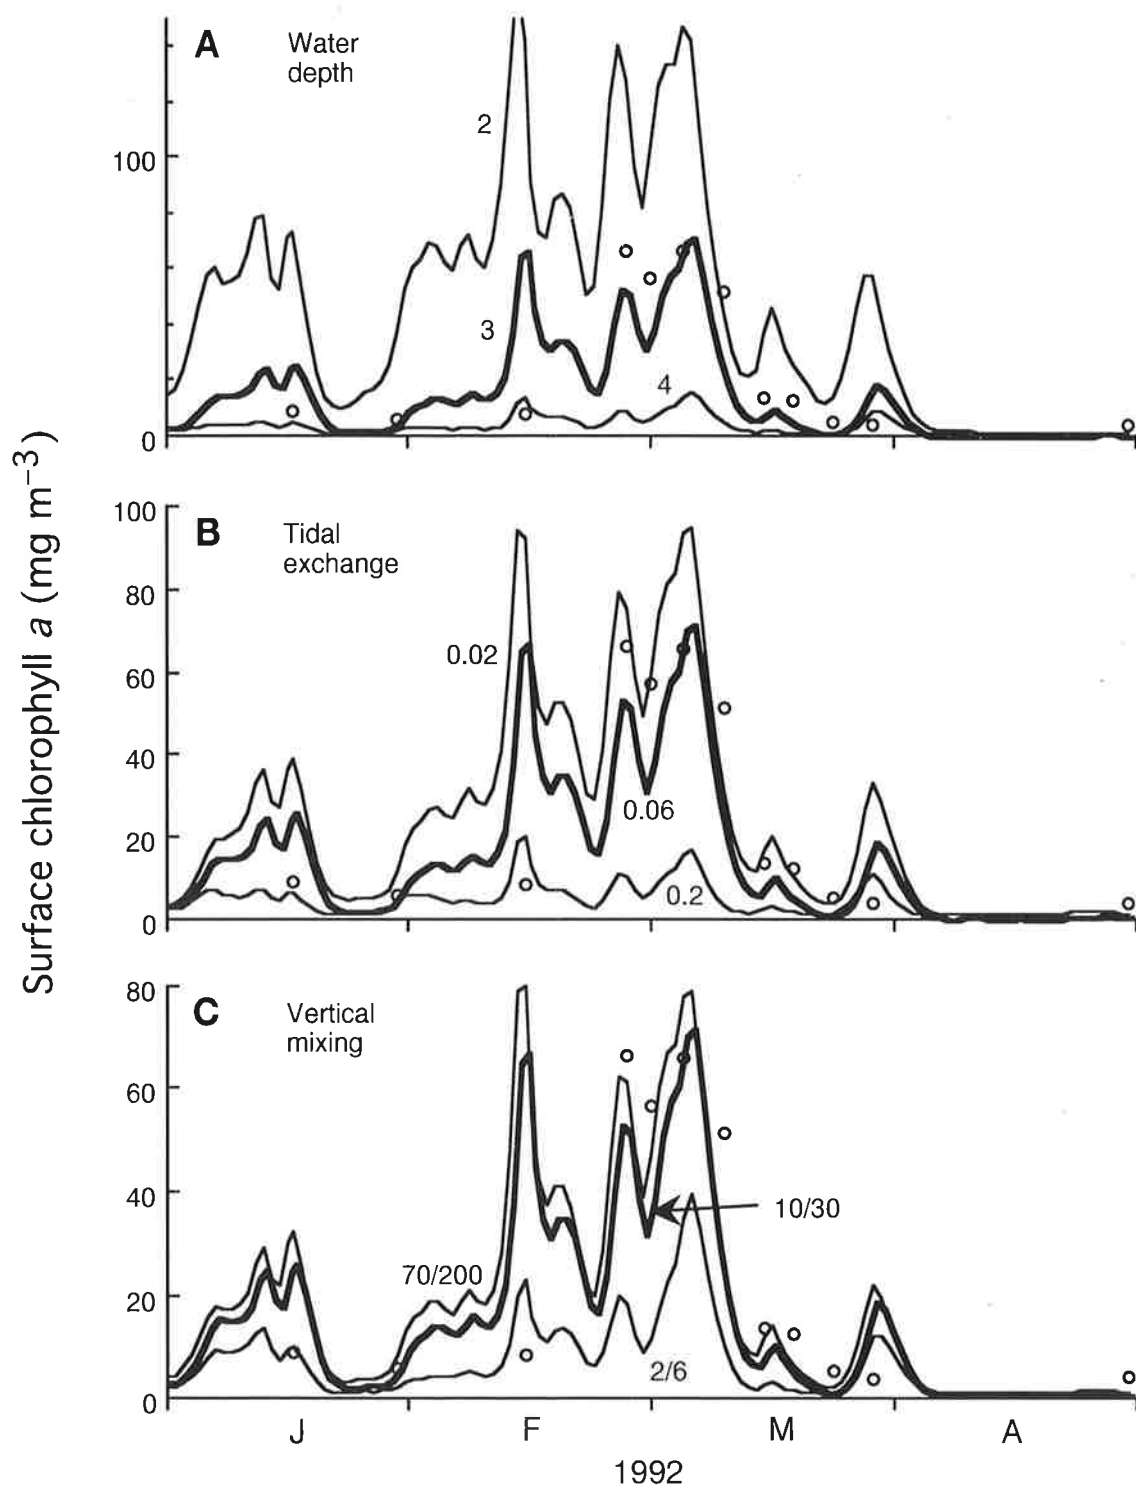 A
Water
depth
2
100
3
4
0
Surface chlorophyll a (mg m⁻³)
100
B
Tidal
exchange
80
0.02
60
40
0.06
20
0.2
0
80
C
Vertical
mixing
60
40
10/30
70/200
20
2/6
0
J F M A
1992